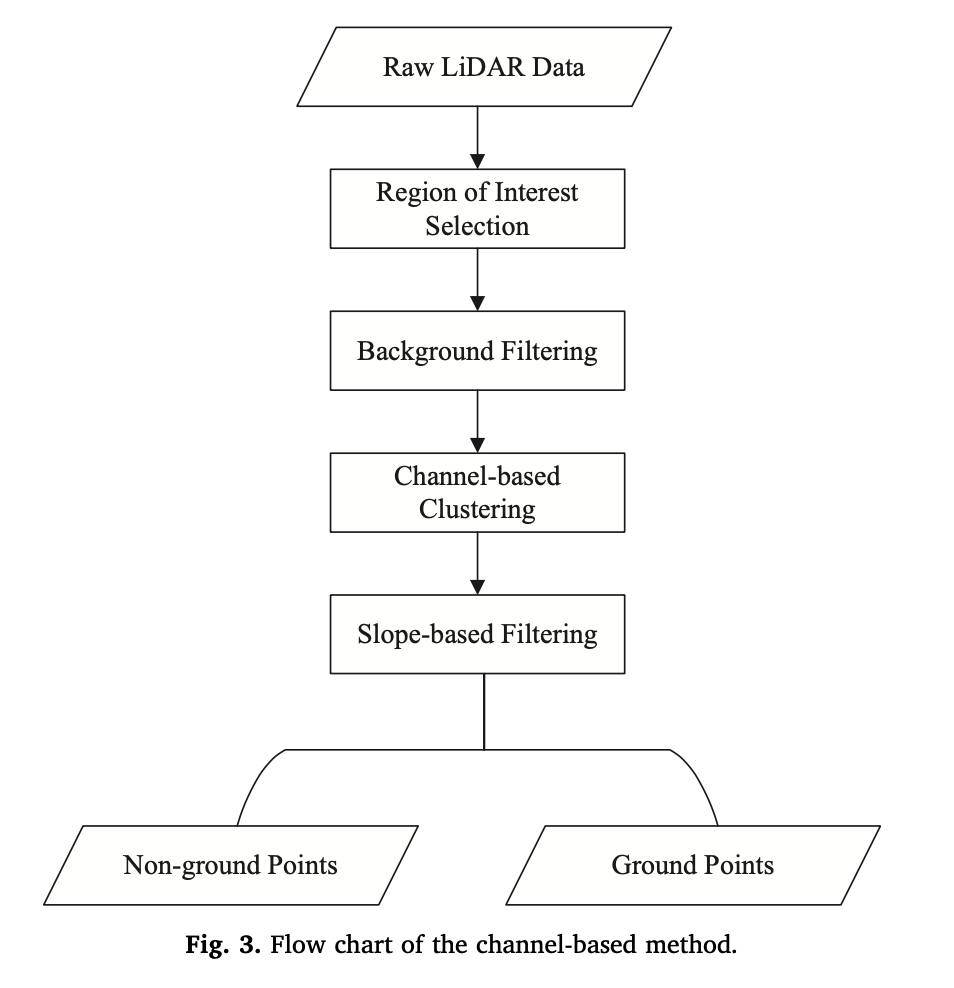 Raw LiDAR Data
Region of Interest
Selection
Background Filtering
Channel-based
Clustering
Slope-based Filtering
Non-ground Points
Ground Points
Fig. 3. Flow chart of the channel-based method.